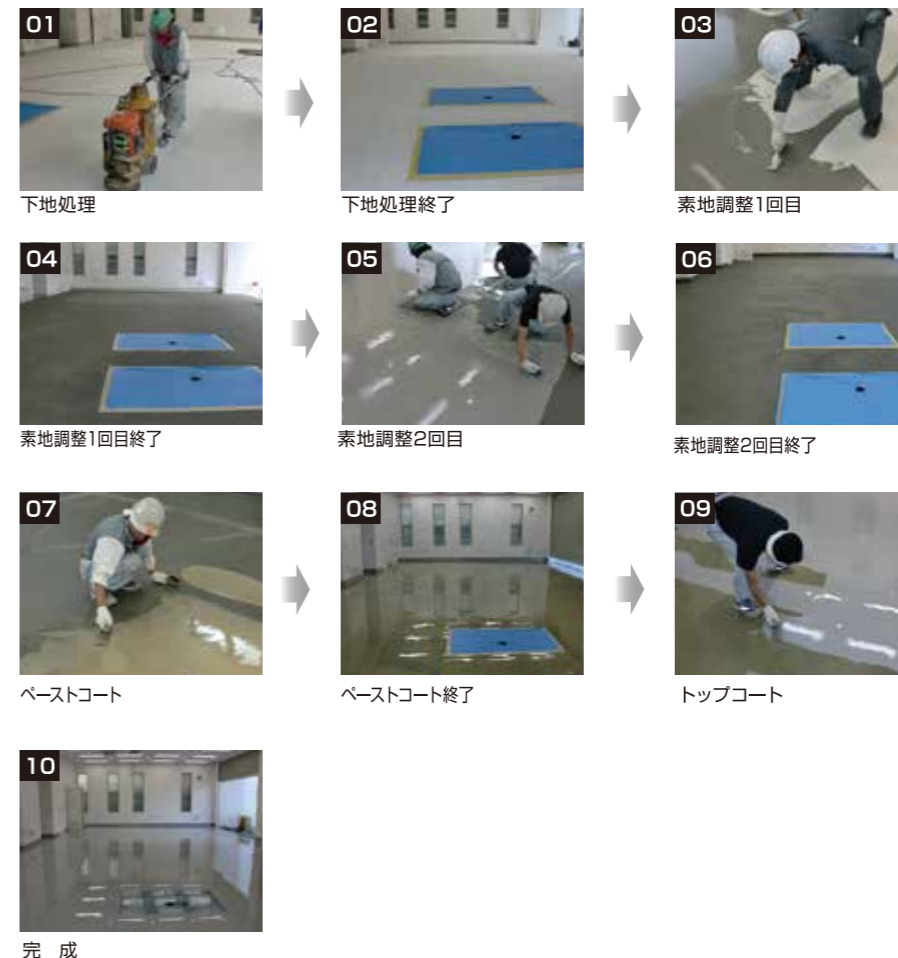 01
02
03
下地処理
下地処理終了
素地調整1回目
04
05
06
素地調整1回目終了
素地調整2回目
素地調整2回目終了
07
08
09
ペーストコート
ペーストコート終了
トップコート
10
完 成